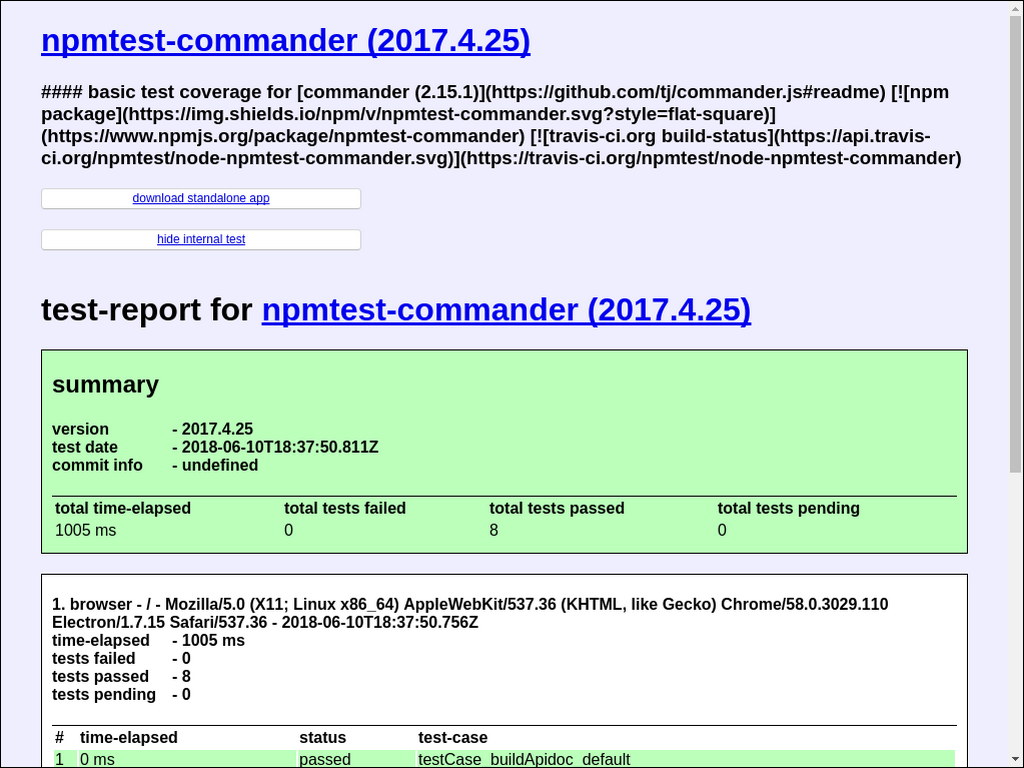 npmtest-commander (2017.4.25)
#### basic test coverage for [commander (2.15.1)](https://github.com/tj/commander.js#readme) [![npm
package](https://img.shields.io/npm/v/npmtest-commander.svg?style=flat-square)]
(https://www.npmjs.org/package/npmtest-commander) [![travis-ci.org build-status](https://api.travis-
ci.org/npmtest/node-npmtest-commander.svg)](https://travis-ci.org/npmtest/node-npmtest-commander)
download standalone app
hide internal test
test-report for npmtest-commander (2017.4.25)
summary
version - 2017.4.25
test date - 2018-06-10T18:37:50.811Z
commit info - undefined
total time-elapsed total tests failed total tests passed total tests pending
1005 ms 0 8 0
1. browser - / - Mozilla/5.0 (X11; Linux x86_64) AppleWebKit/537.36 (KHTML, like Gecko) Chrome/58.0.3029.110
Electron/1.7.15 Safari/537.36 - 2018-06-10T18:37:50.756Z
time-elapsed - 1005 ms
tests failed - 0
tests passed - 8
tests pending - 0
# time-elapsed status test-case
1 0 ms passed testCase_buildApidoc_default